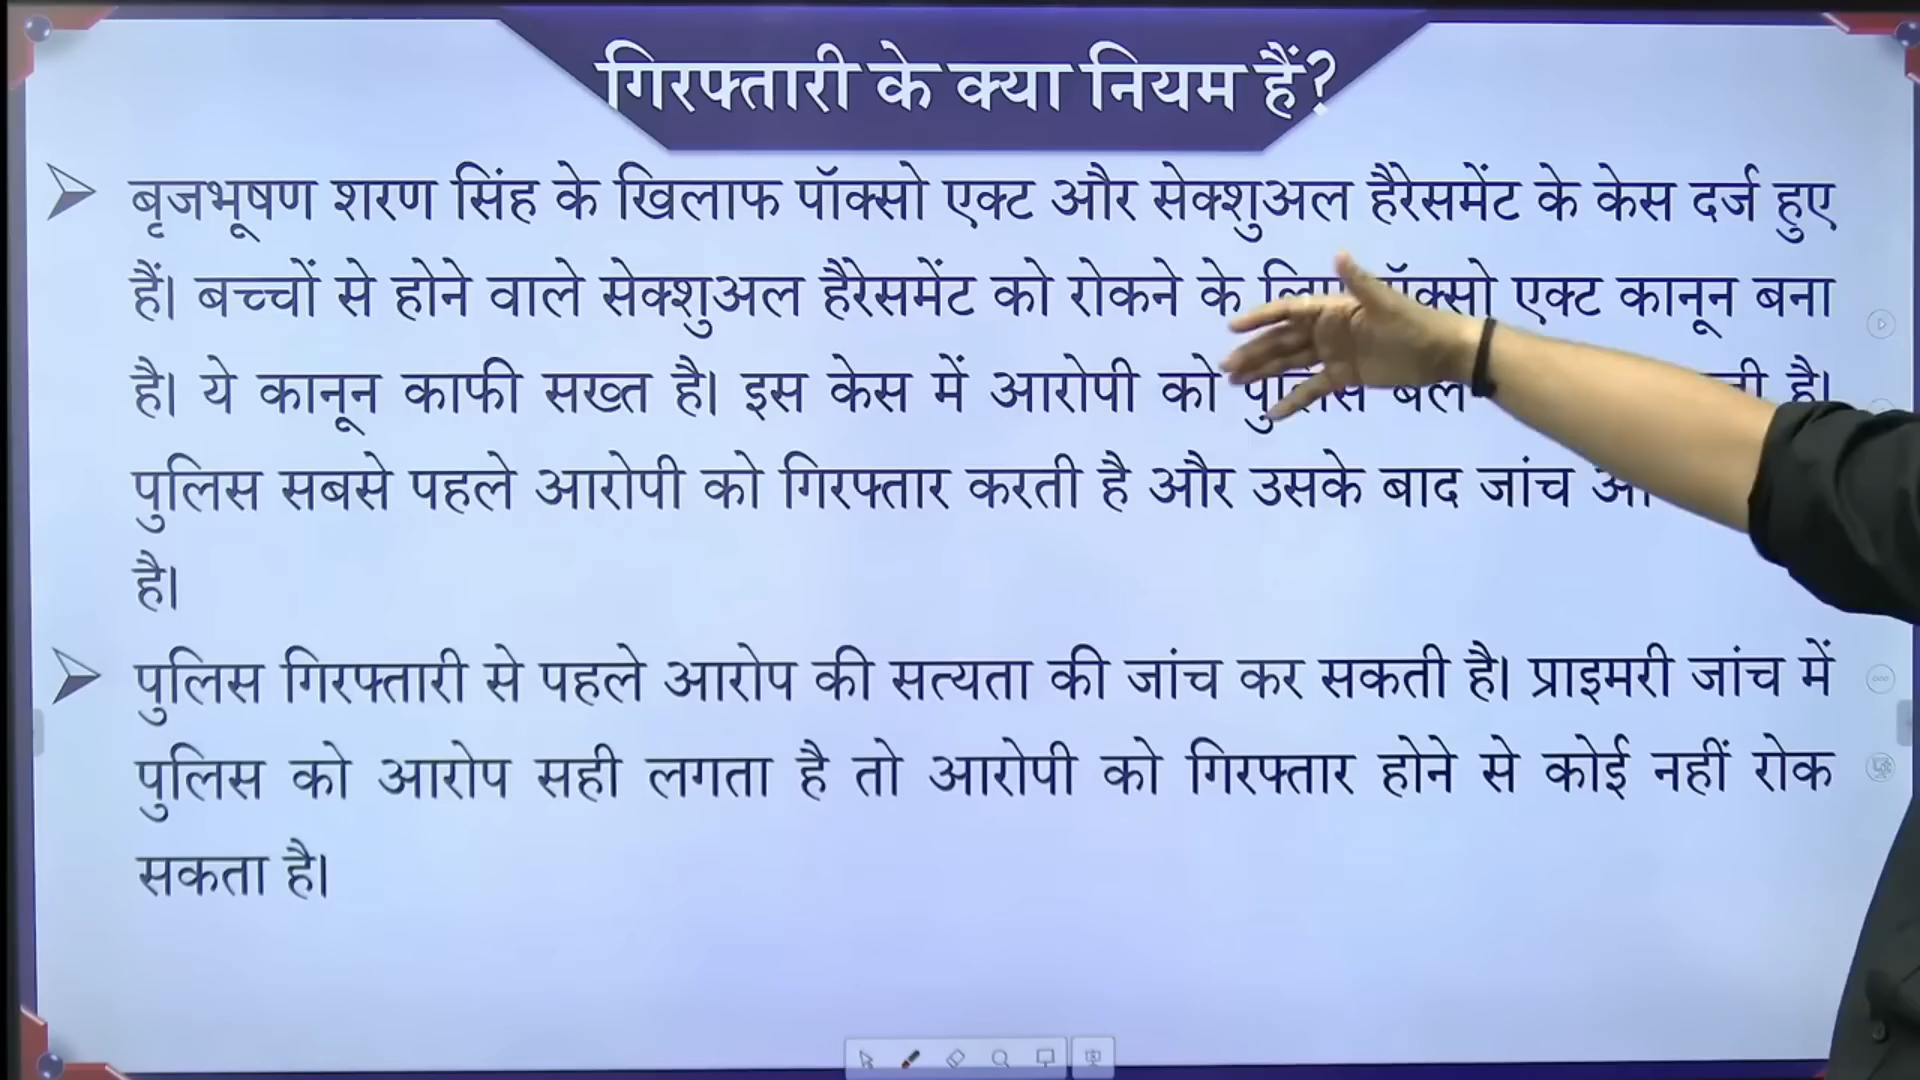 गिरफ्तारी के क्या नियम हैं?
बृजभूषण शरण सिंह के खिलाफ पॉक्सो एक्ट और सेक्शुअल हैरेसमेंट के केस दर्ज हुए
हैं। बच्चों से होने वाले सेक्शुअल हैरेसमेंट को रोकने के लिए पॉक्सो एक्ट कानून बना
है। ये कानून काफी सख्त है। इस केस में आरोपी को पुलिस है।
पुलिस सबसे पहले आरोपी को गिरफ्तार करती है और उसके बाद जांच
है।
पुलिस गिरफ्तारी से पहले आरोप की सत्यता की जांच कर सकती है। प्राइमरी जांच में
पुलिस को आरोप सही लगता है तो आरोपी को गिरफ्तार होने से कोई नहीं रोक
सकता है।